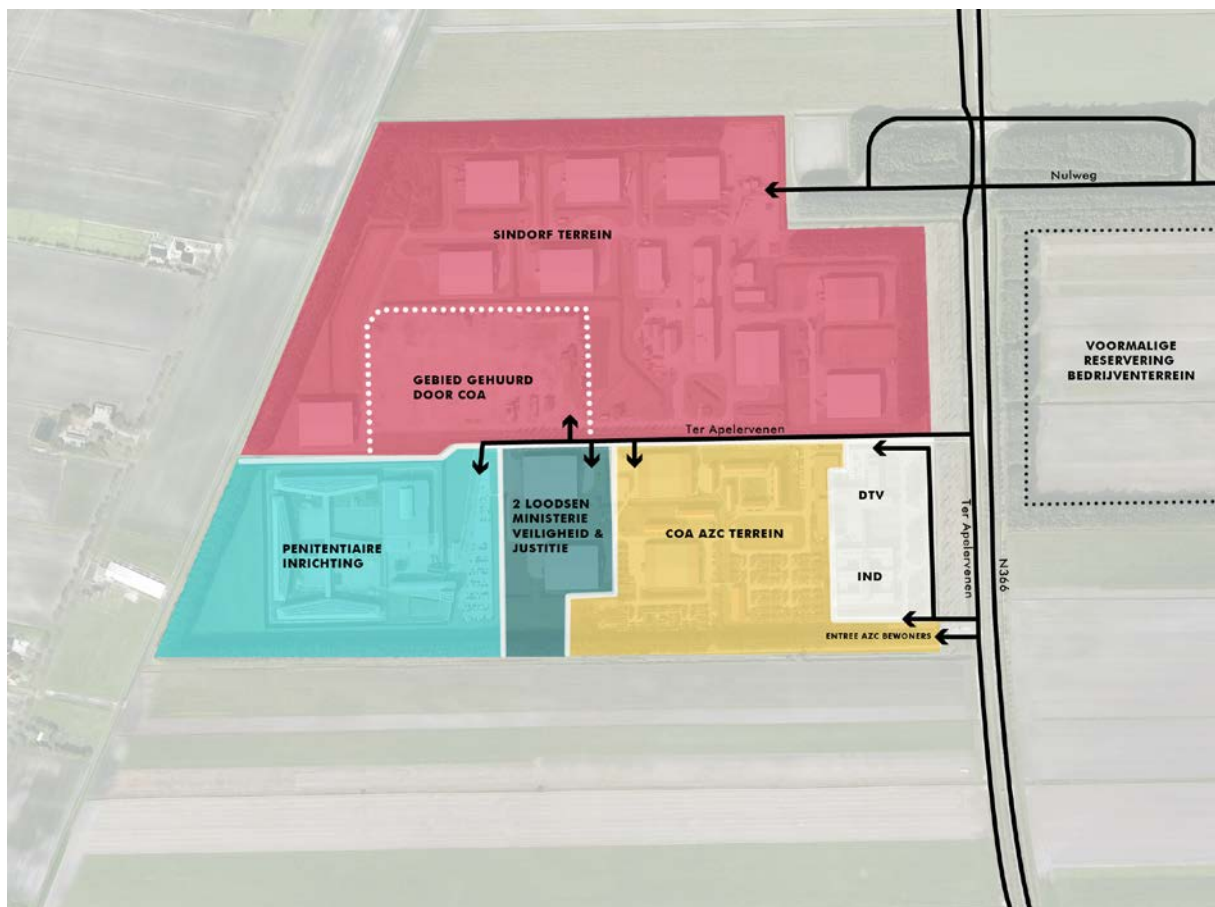 Nulweg
SINDORF TERREIN
VOORMALIGE
RESERVERING
BEDRIJVENTERREIN
GEBIED GEHUURD
DOOR COA
Ter Apelervenen
2 LOODSEN
MINISTERIE
VEILIGHEID &
JUSTITIE
PENITENTIAIRE
INRICHTING
COA AZC TERREIN
DTV
IND
Ter Apelervenen
N366
ENTREE AZC BEWONERS